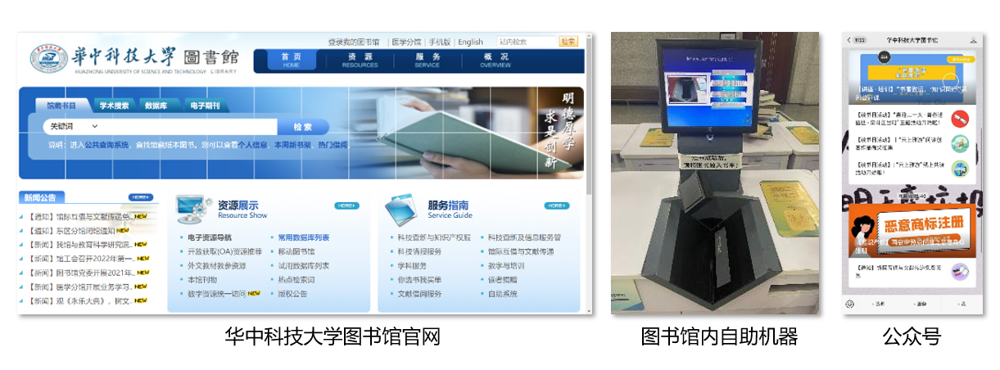 登录我的图书馆 | 医学分馆 | 手机版 | English 站内检索 检索
華中科技大学 圖書館
HUAZHONG UNIVERSITY OF SCIENCE AND TECHNOLOGY LIBRARY
首页 资源 服务 概况
HOME RESOURCES SERVICE OVERVIEW
馆藏书目 学术搜索 数据库 电子期刊
关键词 检索
说明：进入公共查询系统，查找馆藏纸本图书。您可以查看个人信息、本周新书架、热门借阅
明德厚学
求是创新
新闻公告 MORE+
【通知】馆际互借与文献传递免... NEW
【通知】东区分馆闭馆通知 NEW
【新闻】我馆与教育科学研究院... NEW
【新闻】馆工会召开2022年第一... NEW
【新闻】图书馆党委开展2021年... NEW
【新闻】医学分馆开展业务学习... NEW
【新闻】观《永乐大典》，树文... NEW
资源展示 MORE+
Resource Show
电子资源导航 常用数据库列表
开放获取(OA)资源推荐 移动图书馆
外文教材教参资源 试用数据库列表
本馆刊物 热点检索词
数字资源统一访问 NEW 版权公告
服务指南 MORE+
Service Guide
科技查新与知识产权服 科技查新及信息服务管
科技情报服务 馆际互借与文献传递
学科服务 教学与培训
你选书我买单 读者捐赠
文献借阅服务 自助系统
华中科技大学图书馆官网
图书馆内自助机器
1122 华中科技大学图书馆
恶意商标注册
公众号